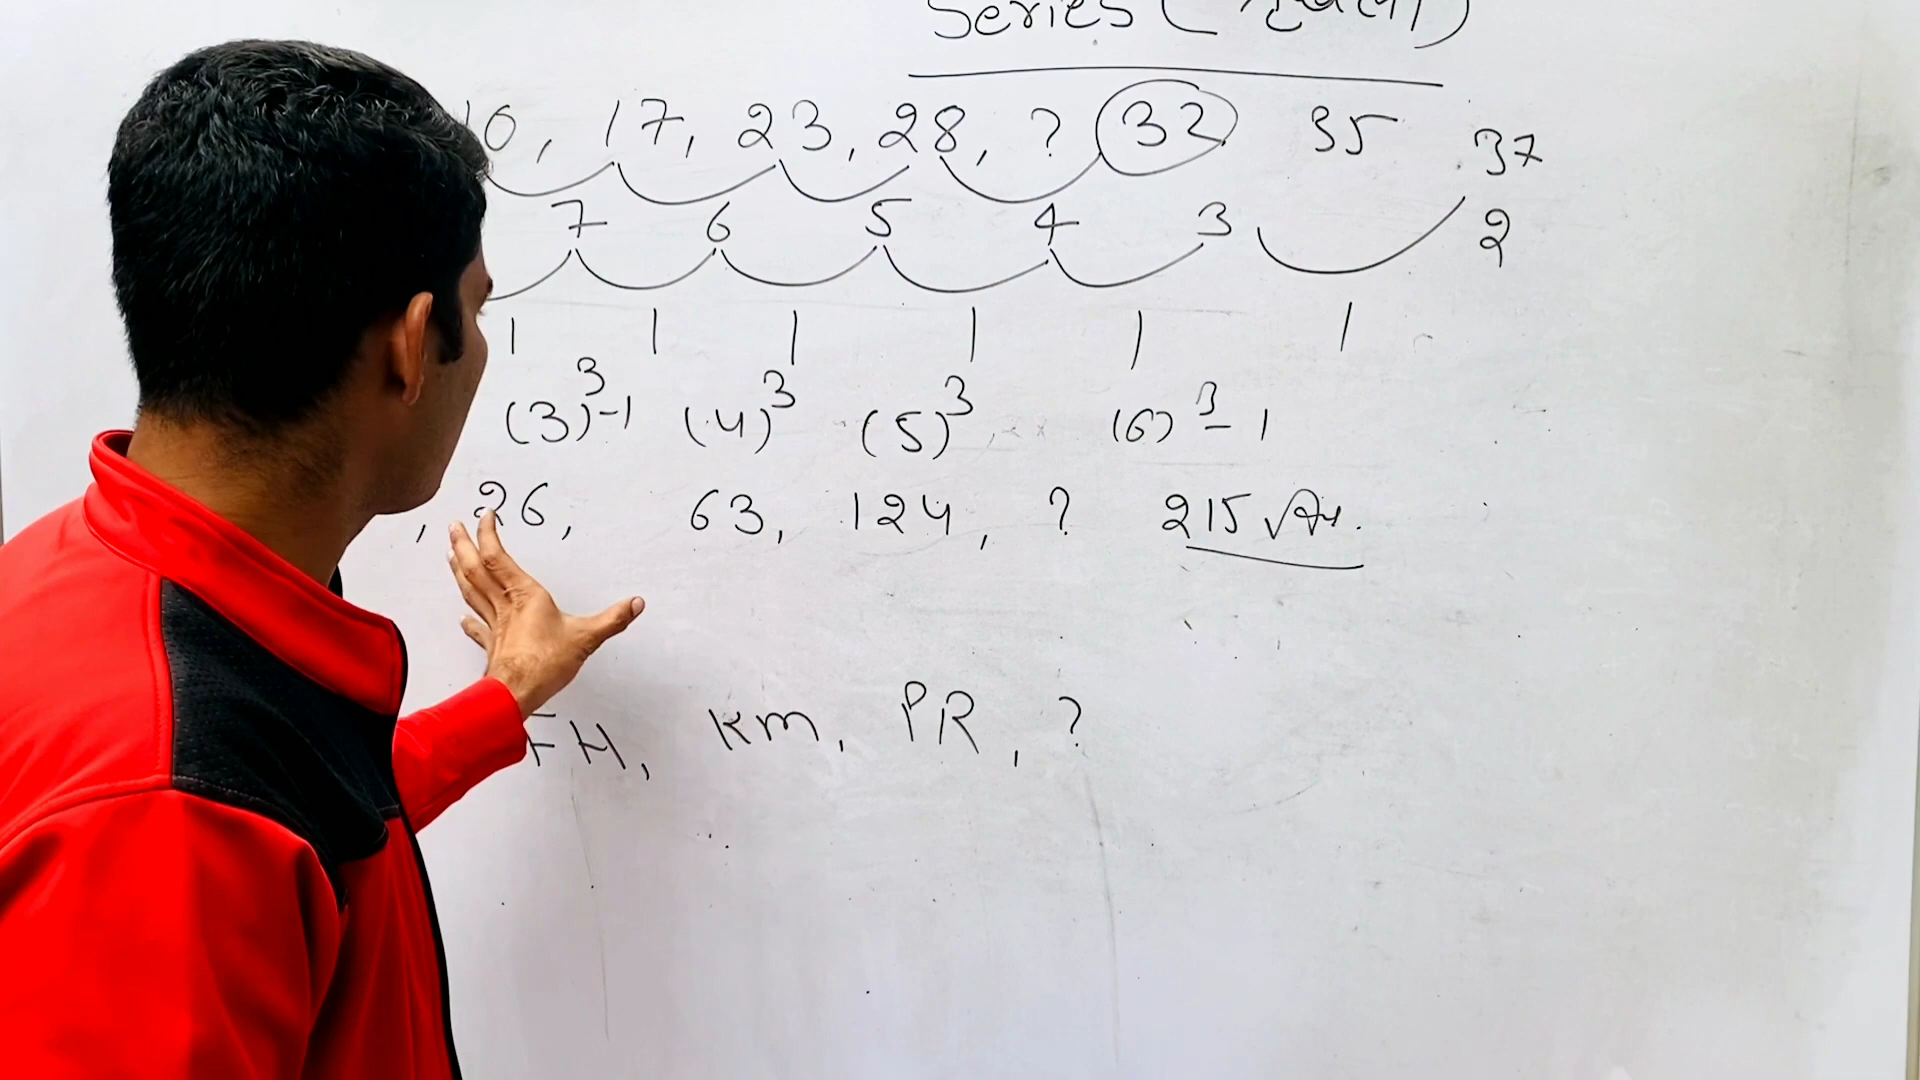 Series (
10, 17, 23, 28, ? 32 35 37
7 6 5 4 3 2
1 1 1 1 1 1
(3)³-1 (4)³ (5)³ (6)³-1
, 26, 63, 124, ? 215 √Ar.
FH, KM, PR, ?